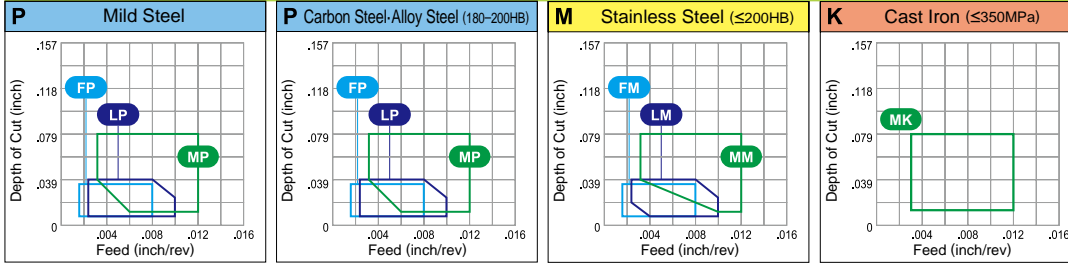 P Mild Steel
Depth of Cut (inch)
.157
.118
.079
.039
0
FP
LP
MP
.004 .008 .012 .016
Feed (inch/rev)
P Carbon Steel·Alloy Steel (180–200HB)
Depth of Cut (inch)
.157
.118
.079
.039
0
FP
LP
MP
.004 .008 .012 .016
Feed (inch/rev)
M Stainless Steel (≤200HB)
Depth of Cut (inch)
.157
.118
.079
.039
0
FM
LM
MM
.004 .008 .012 .016
Feed (inch/rev)
K Cast Iron (≤350MPa)
Depth of Cut (inch)
.157
.118
.079
.039
0
MK
.004 .008 .012 .016
Feed (inch/rev)